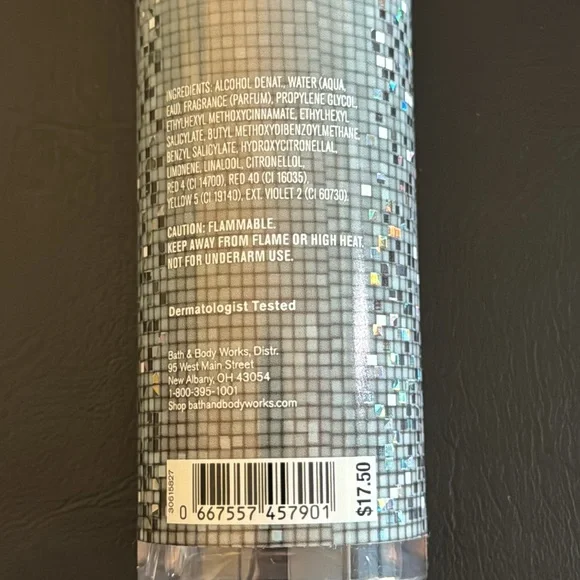 INGREDIENTS: ALCOHOL DENAT., WATER (AQUA,
EAU), FRAGRANCE (PARFUM), PROPYLENE GLYCOL,
ETHYLHEXYL METHOXYCINNAMATE, ETHYLHEXYL
SALICYLATE, BUTYL METHOXYDIBENZOYLMETHANE,
BENZYL SALICYLATE, HYDROXYCITRONELLAL,
LIMONENE, LINALOOL, CITRONELLOL,
RED 4 (CI 14700), RED 40 (CI 16035),
YELLOW 5 (CI 19140), EXT. VIOLET 2 (CI 60730).
CAUTION: FLAMMABLE.
KEEP AWAY FROM FLAME OR HIGH HEAT.
NOT FOR UNDERARM USE.
Dermatologist Tested
Bath & Body Works, Distr.
95 West Main Street
New Albany, OH 43054
1-800-395-1001
Shop bathandbodyworks.com
30615827
0 667557 457901
$17.50